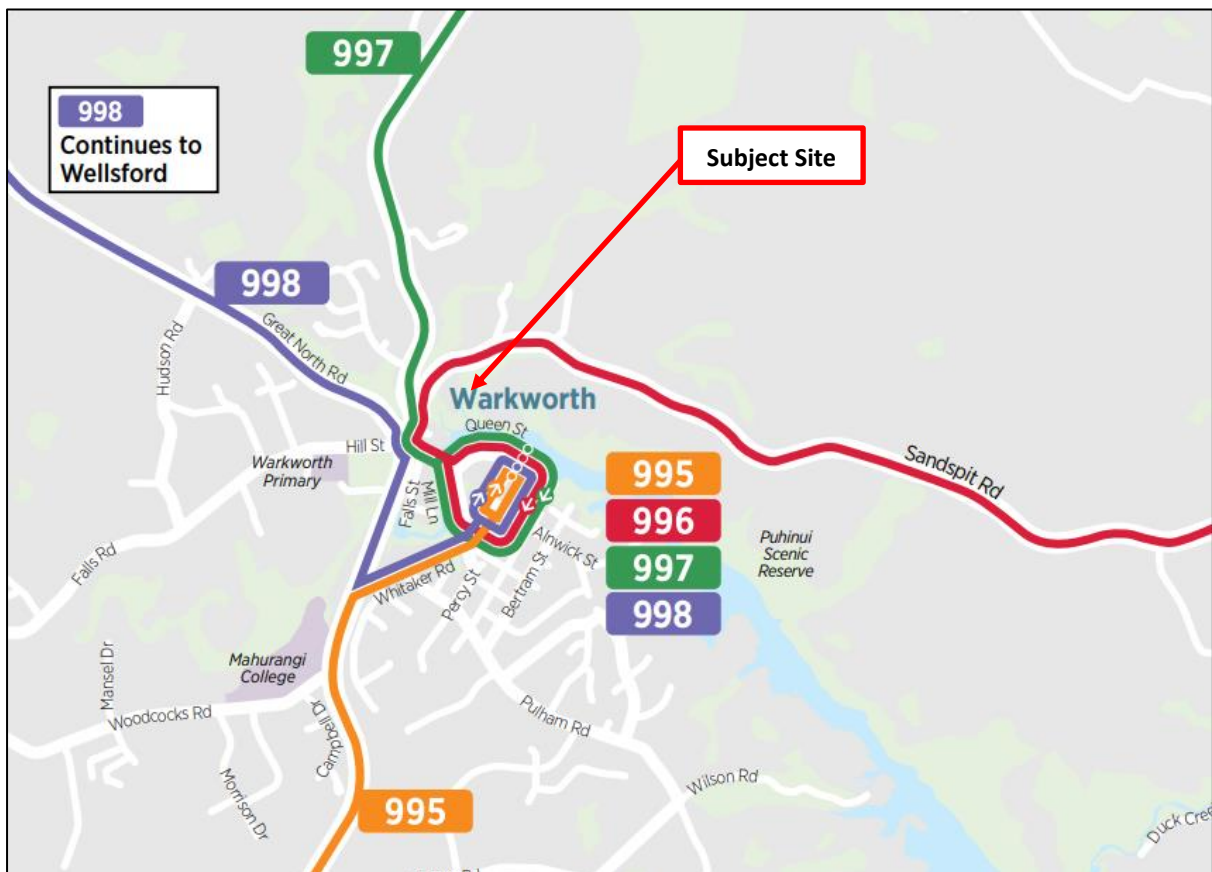 997
998
Continues to
Wellsford
Subject Site
998
Great North Rd
Hudson Rd
Warkworth
Queen St
Hill St
Warkworth
Primary
Falls St
Mill Ln
Sandspit Rd
995
996
997
998
Alnwick St
Puhinui
Scenic
Reserve
Falls Rd
Whitaker Rd
Percy St
Bertram St
Mahurangi
College
Mansel Dr
Woodcocks Rd
Campbell Dr
Pulham Rd
Morrison Dr
Wilson Rd
995
Duck Cree